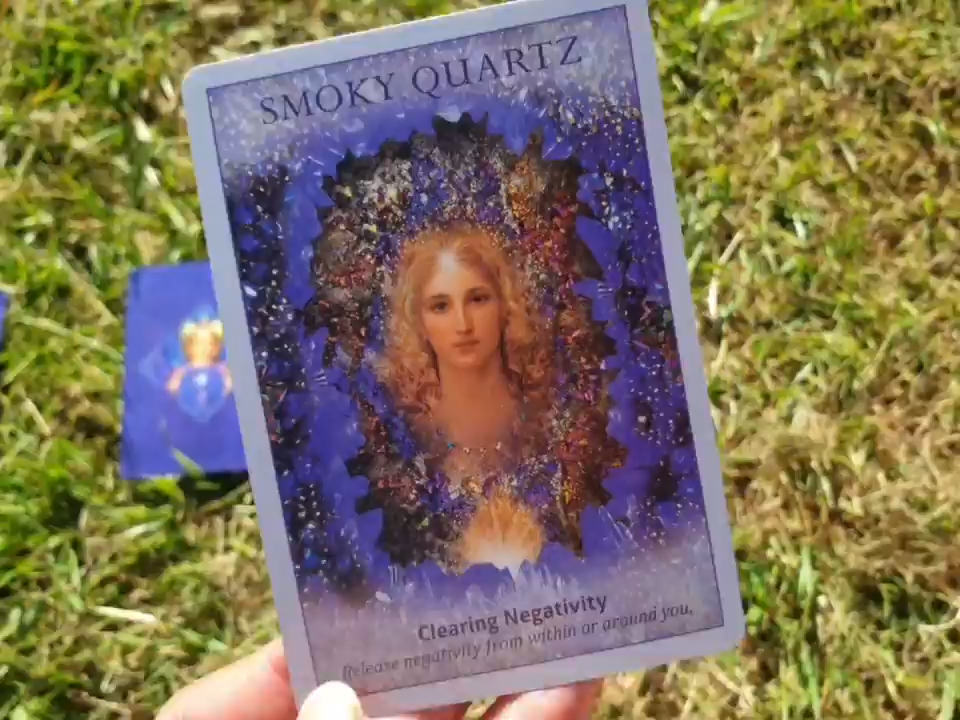 SMOKY QUARTZ
Clearing Negativity
Release negativity from within or around you.